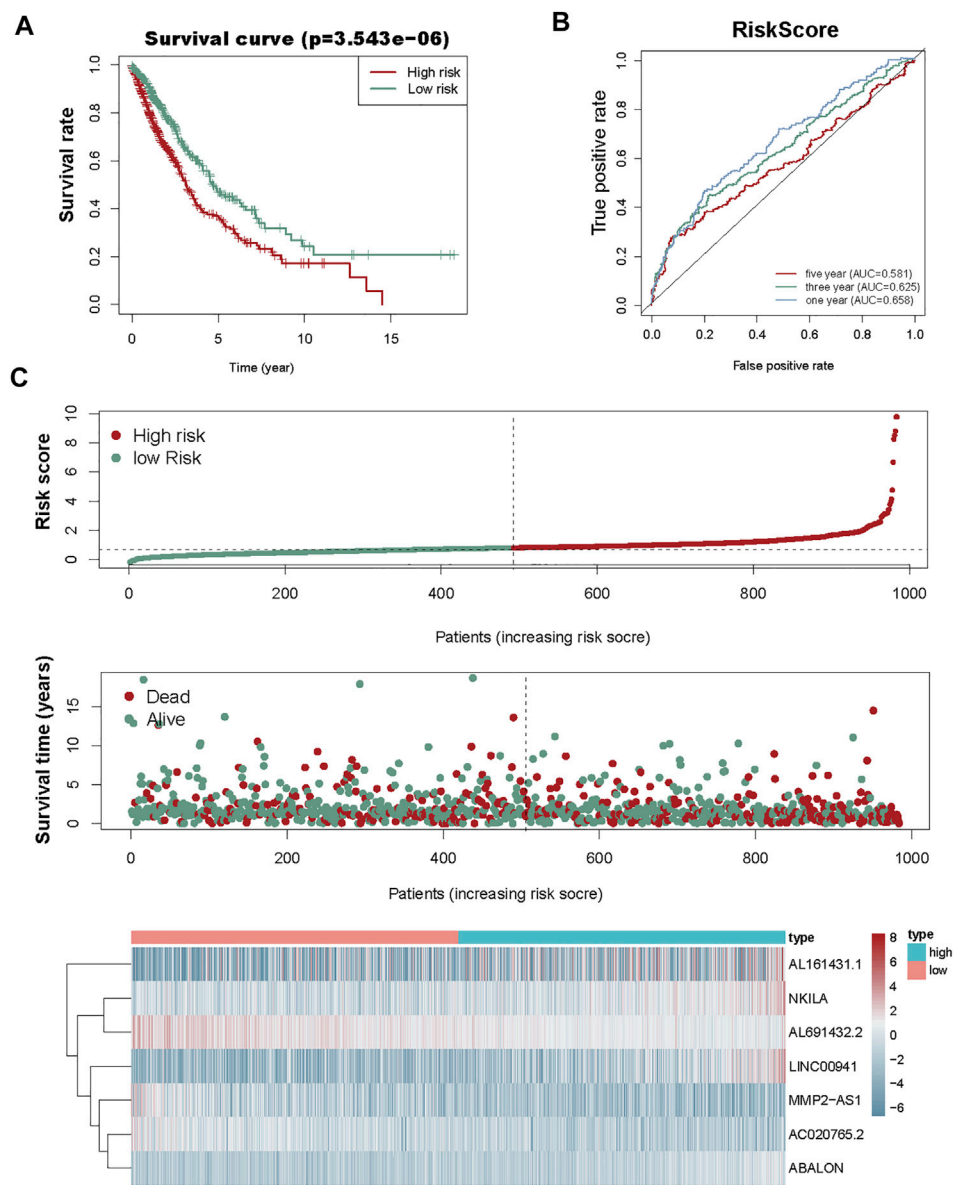 A
Survival curve (p=3.543e−06)
High risk
Low risk
Survival rate
1.0
0.8
0.6
0.4
0.2
0.0
0 5 10 15
Time (year)
B
RiskScore
True positive rate
1.0
0.8
0.6
0.4
0.2
0.0
five year (AUC=0.581)
three year (AUC=0.625)
one year (AUC=0.658)
0.0 0.2 0.4 0.6 0.8 1.0
False positive rate
C
Risk score
10
8
6
4
2
0
High risk
low Risk
0 200 400 600 800 1000
Patients (increasing risk socre)
Survival time (years)
15
10
5
0
Dead
Alive
0 200 400 600 800 1000
Patients (increasing risk socre)
type
AL161431.1
NKILA
AL691432.2
LINC00941
MMP2−AS1
AC020765.2
ABALON
8
6
4
2
0
−2
−4
−6
type
high
low